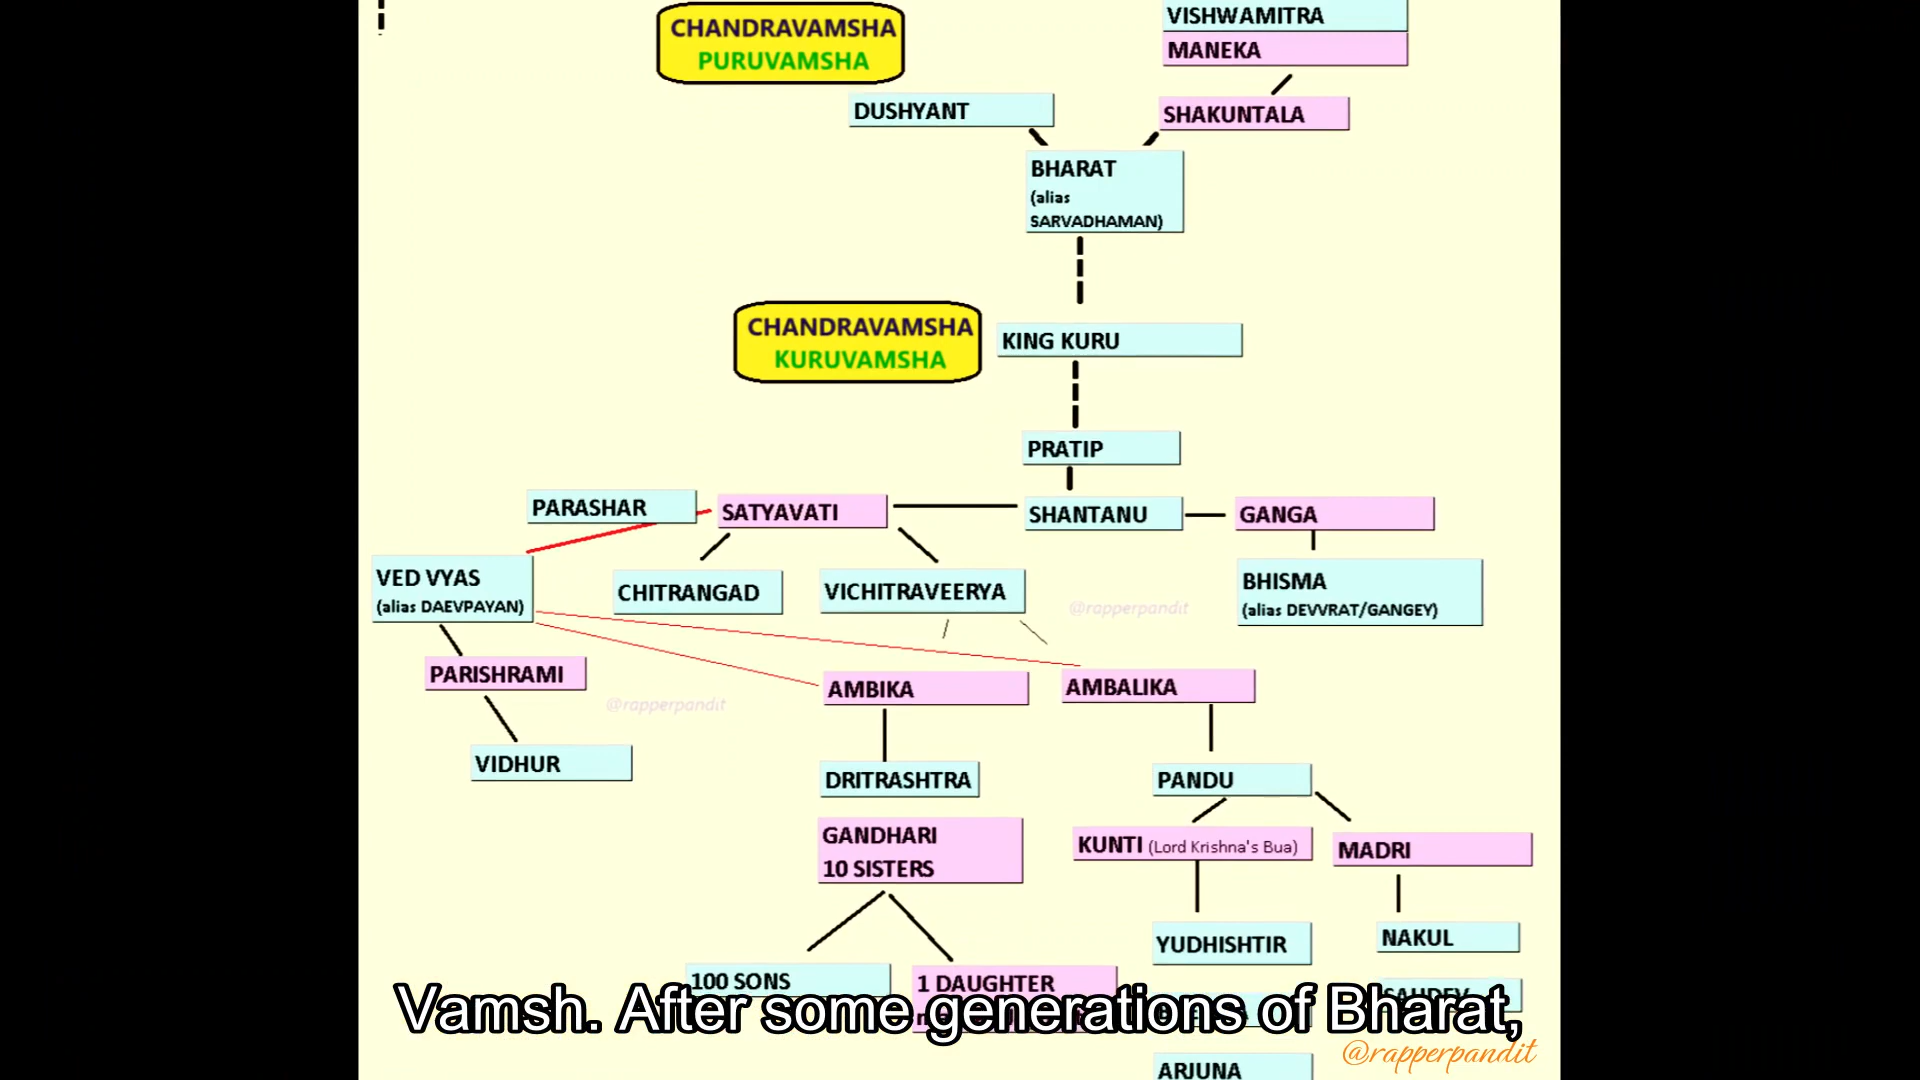 VISHWAMITRA
CHANDRAVAMSHA
PURUVAMSHA
MANEKA
DUSHYANT
SHAKUNTALA
BHARAT
(alias
SARVADHAMAN)
CHANDRAVAMSHA
KURUVAMSHA
KING KURU
PRATIP
PARASHAR
SATYAVATI
SHANTANU
GANGA
VED VYAS
(alias DAEVPAYAN)
CHITRANGAD
VICHITRAVEERYA
BHISMA
(alias DEVVRAT/GANGEY)
@rapperpandit
PARISHRAMI
AMBIKA
AMBALIKA
@rapperpandit
VIDHUR
DRITRASHTRA
PANDU
GANDHARI
10 SISTERS
KUNTI (Lord Krishna's Bua)
MADRI
YUDHISHTIR
NAKUL
100 SONS
1 DAUGHTER
SAHDEV
Vamsh. After some generations of Bharat,
@rapperpandit
ARJUNA